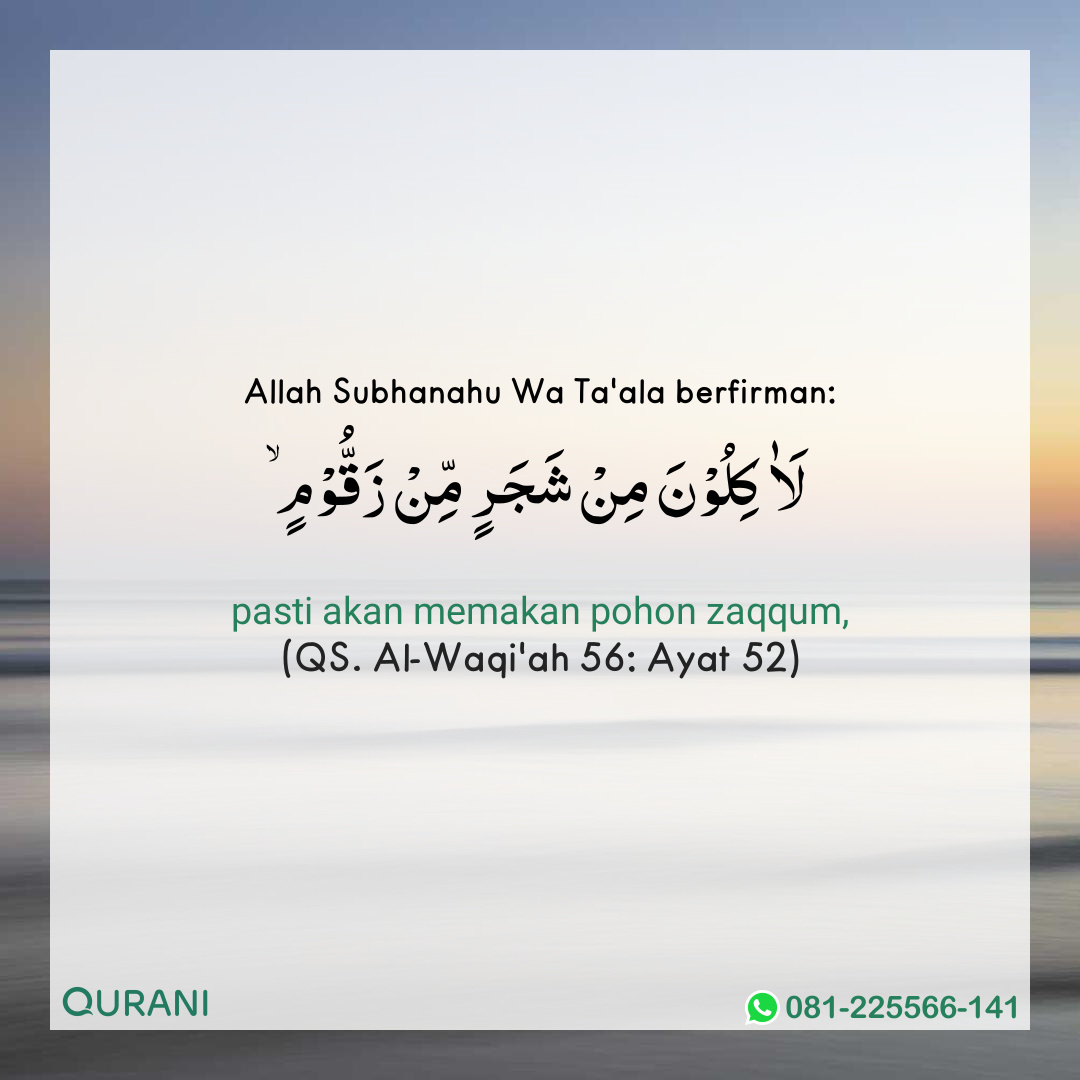 Allah Subhanahu Wa Ta'ala berfirman:
لَاٰ كِلُوْنَ مِنْ شَجَرٍ مِّنْ زَقُّوْمٍ ۙ
pasti akan memakan pohon zaqqum,
(QS. Al-Waqi'ah 56: Ayat 52)
QURANI
081-225566-141